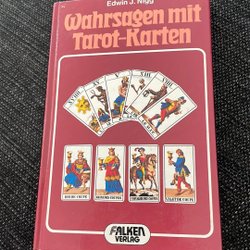 Edwin J. Nigg
Wahrsagen mit
Tarot-Karten
FALKEN
VERLAG